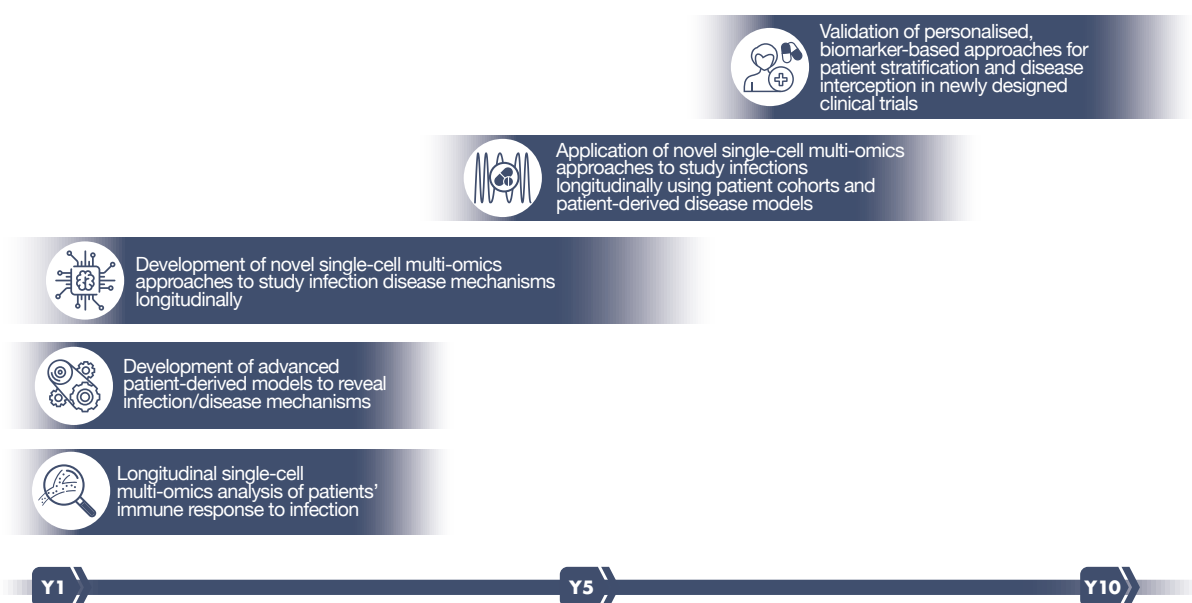 Validation of personalised,
biomarker-based approaches for
patient stratification and disease
interception in newly designed
clinical trials
Application of novel single-cell multi-omics
approaches to study infections
longitudinally using patient cohorts and
patient-derived disease models
Development of novel single-cell multi-omics
approaches to study infection disease mechanisms
longitudinally
Development of advanced
patient-derived models to reveal
infection/disease mechanisms
Longitudinal single-cell
multi-omics analysis of patients’
immune response to infection
Y1
Y5
Y10